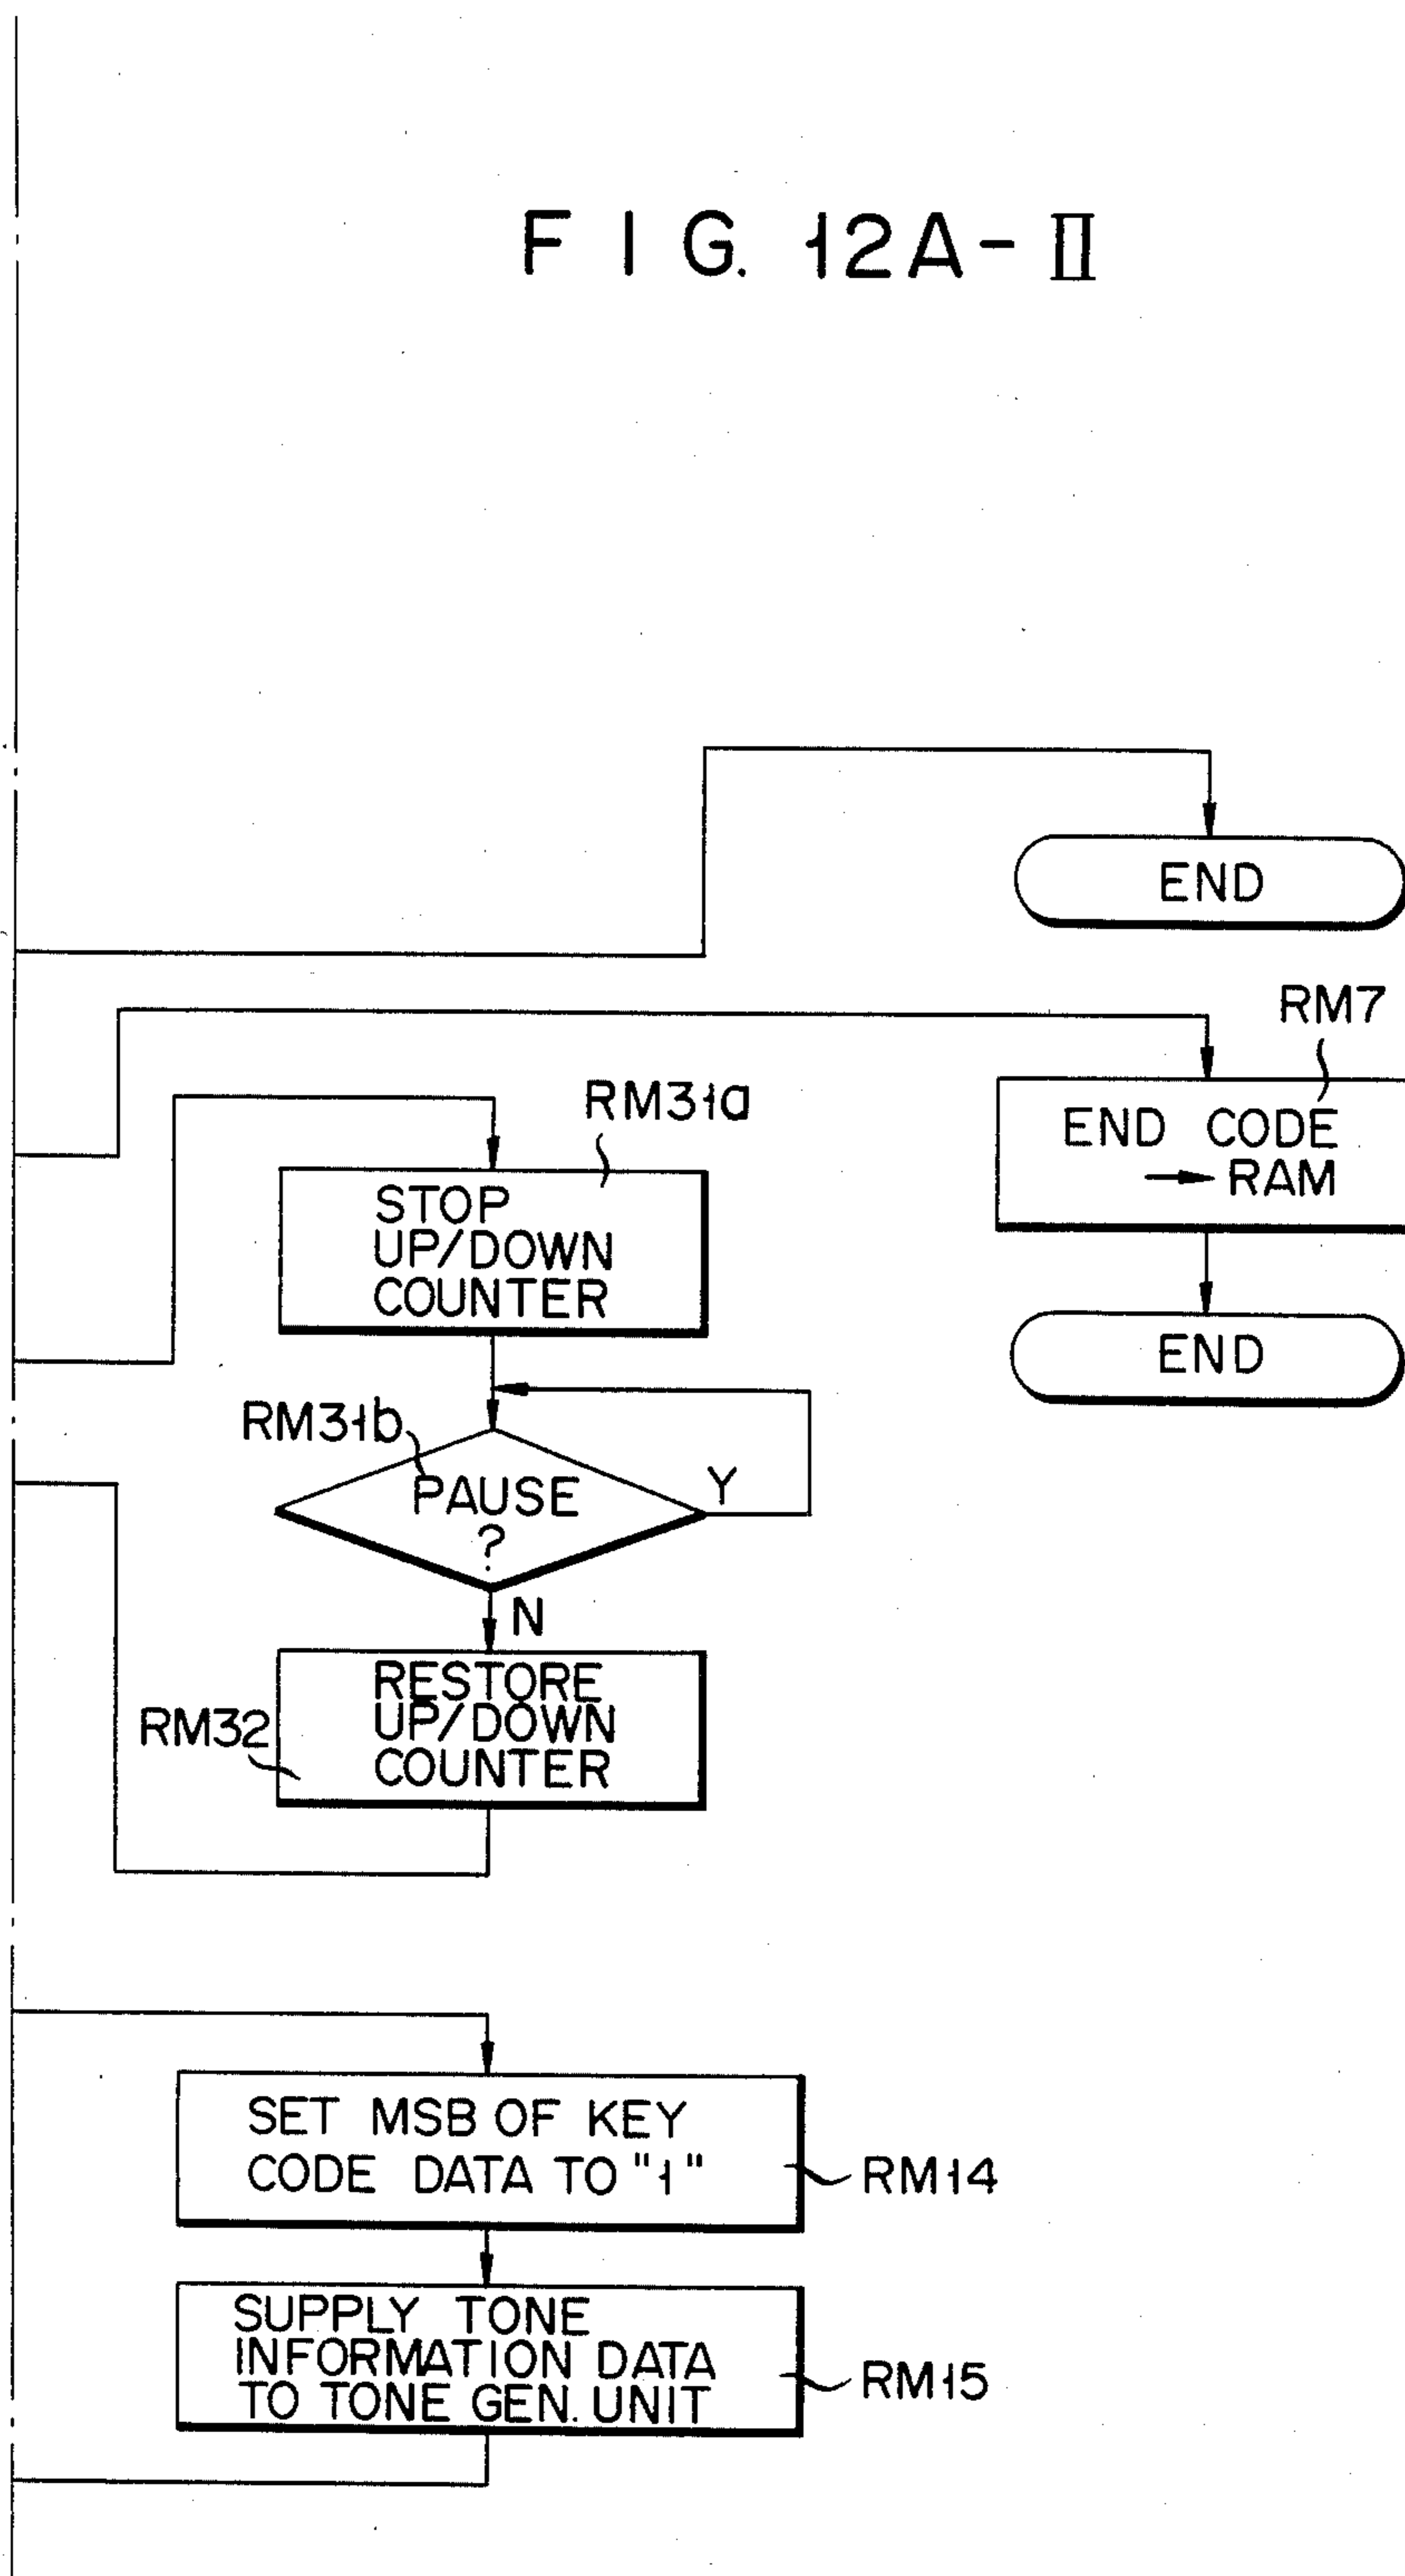 FIG. 12A-II
END
RM7
END CODE
→ RAM
END
RM31a
STOP
UP/DOWN
COUNTER
RM31b
PAUSE
?
Y
N
RM32
RESTORE
UP/DOWN
COUNTER
SET MSB OF KEY
CODE DATA TO "1"
RM14
SUPPLY TONE
INFORMATION DATA
TO TONE GEN. UNIT
RM15